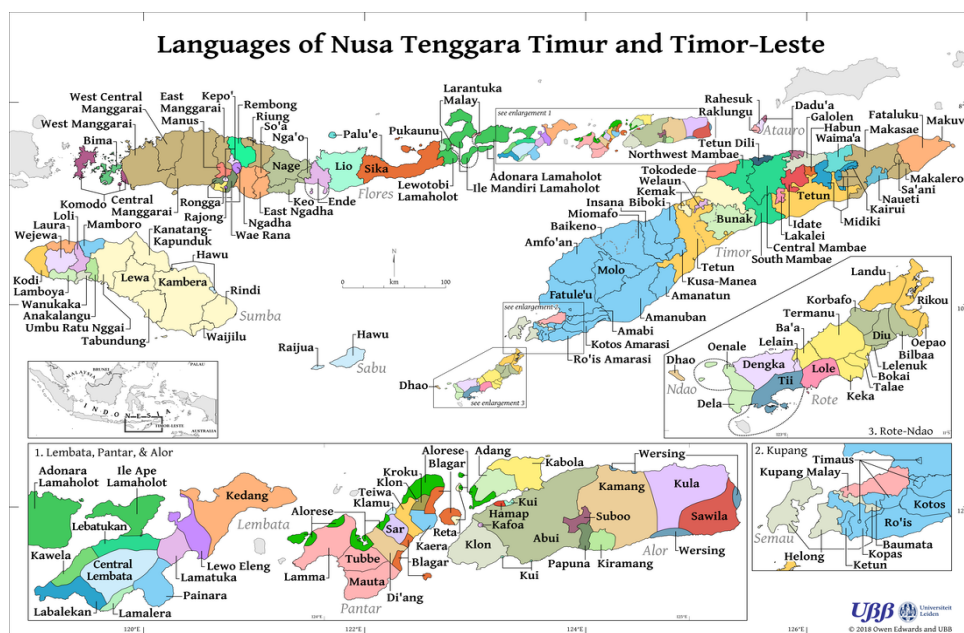 Languages of Nusa Tenggara Timur and Timor-Leste
West Central
Manggarai
West Manggarai
Bima
East
Manggarai
Manus
Kepo'
Rembong
Riung
So'a
Nga'o
Nage
Palu'e
Lio
Sika
Pukaunu
Larantuka
Malay
see enlargement 1
Komodo
Central
Manggarai
Rongga
Rajong
Wae Rana
Ngadha
East
Ngadha
Keo
Ende
Flores
Lewotobi
Lamaholot
Ile Mandiri Lamaholot
Adonara Lamaholot
Rahesuk
Raklungu
Atauro
Dadu'a
Galolen
Habun
Waima'a
Fataluku
Makasae
Makuva
Tetun Dili
Northwest Mambae
Tokodede
Welaun
Kemak
Bunak
Tetun
Makalero
Sa'ani
Naueti
Kairui
Midiki
Idate
Lakalei
Central Mambae
South Mambae
Timor
Insana
Biboki
Miomafo
Baikeno
Amfo'an
Molo
Fatule'u
Tetun
Kusa-Manea
Amanatun
Amanuban
Amabi
Kotos Amarasi
Ro'is Amarasi
see enlargement 2
Loli
Laura
Wejewa
Mamboro
Kanatang-
Kapunduk
Hawu
Lewa
Kambera
Rindi
Sumba
Kodi
Lamboya
Wanukaka
Anakalangu
Umbu Ratu Nggai
Tabundung
Waijilu
N
0
km
100
Hawu
Raijua
Sabu
Dhao
see enlargement 3
Landu
Korbafo
Termanu
Ba'a
Lelain
Rikou
Oenale
Dengka
Diu
Dhao
Ndao
Tii
Lole
Oepao
Bilbaa
Lelenuk
Bokai
Talae
Keka
Dela
Rote
3. Rote-Ndao
PALAU
BRUNEI
MALAYSIA
INDONESIA
TIMOR-LESTE
AUSTRALIA
1. Lembata, Pantar, & Alor
Adonara
Lamaholot
Ile Ape
Lamaholot
Kedang
Lebatukan
Lembata
Kawela
Central
Lembata
Lewo Eleng
Lamatuka
Painara
Labalekan
Lamalera
Alorese
Alorese
Blagar
Kroku
Klon
Teiwa
Klamu
Sar
Adang
Kabola
Wersing
Kamang
Kula
Kui
Hamap
Kafoa
Suboo
Sawila
Reta
Kaera
Blagar
Klon
Abui
Lamma
Tubbe
Mauta
Di'ang
Pantar
Kui
Papuna
Kiramang
Alor
Wersing
2. Kupang
Timaus
Kupang Malay
Kotos
Ro'is
Semau
Baumata
Kopas
Ketun
Helong
120°E
122°E
124°E
126°E
UBB
Universiteit
Leiden
© 2018 Owen Edwards and UBB